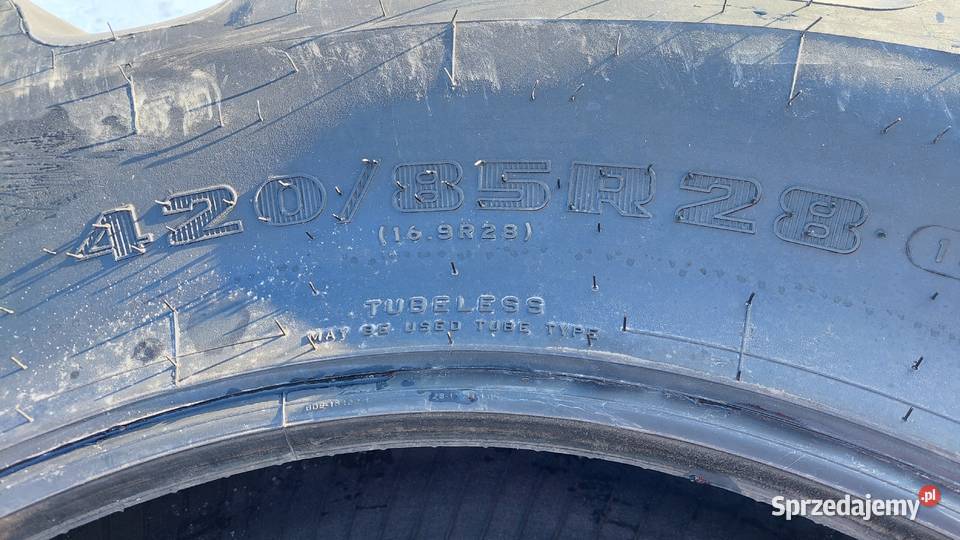 420/85R28
(16.9R28)
TUBELESS
MAY BE USED TUBE TYPE
Sprzedajemy.pl